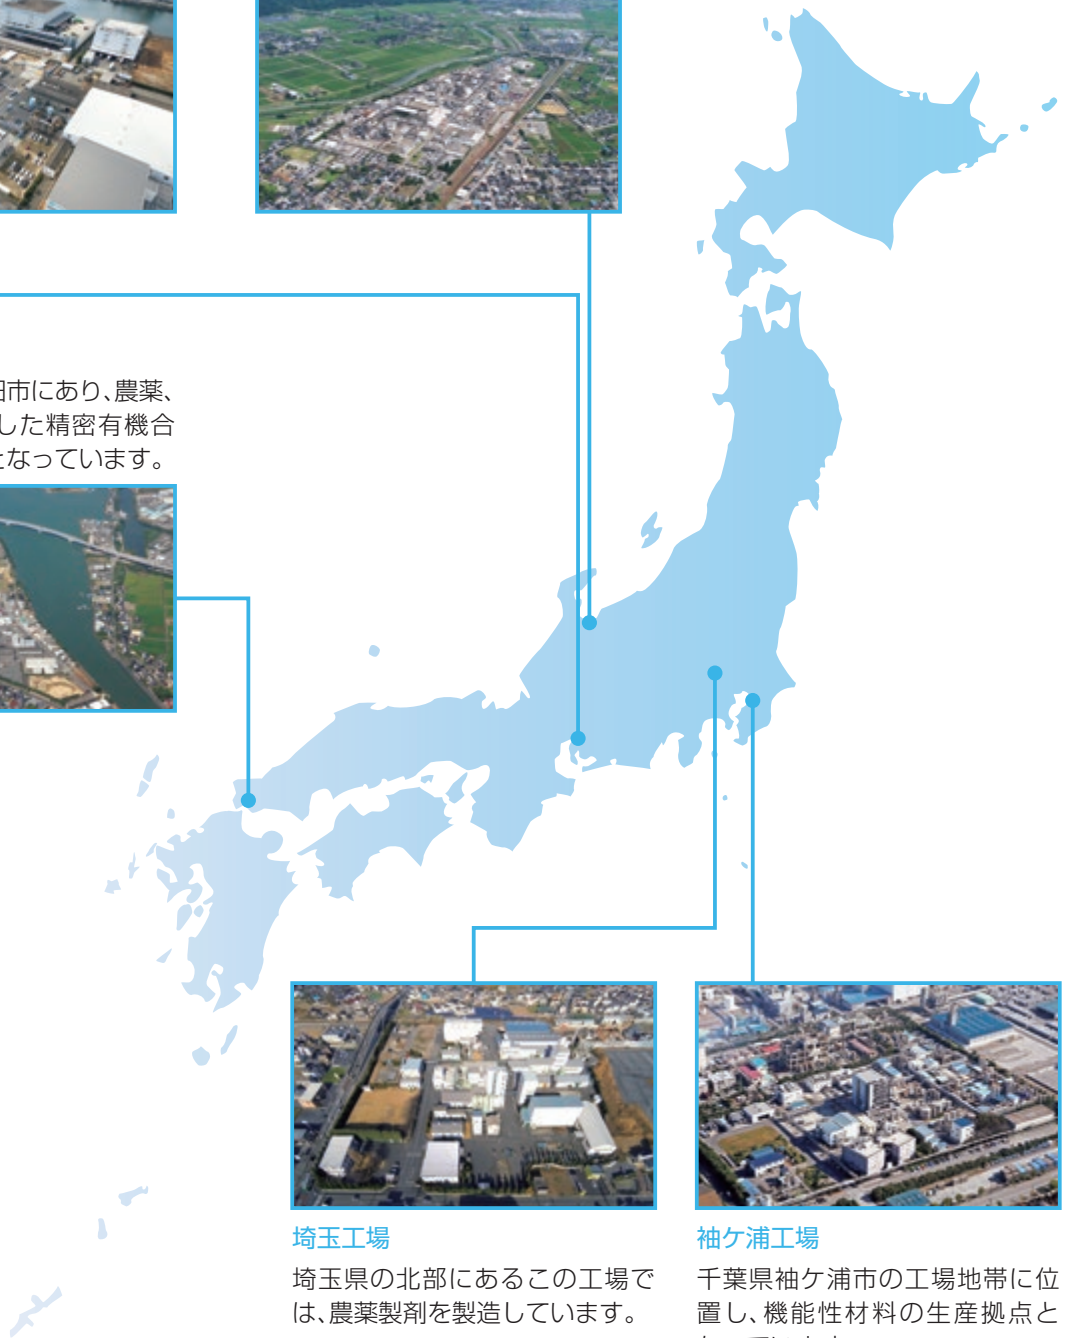 田市にあり、農薬、
した精密有機合
となっています。
埼玉工場
埼玉県の北部にあるこの工場で
は、農薬製剤を製造しています。
袖ケ浦工場
千葉県袖ケ浦市の工場地帯に位
置し、機能性材料の生産拠点と